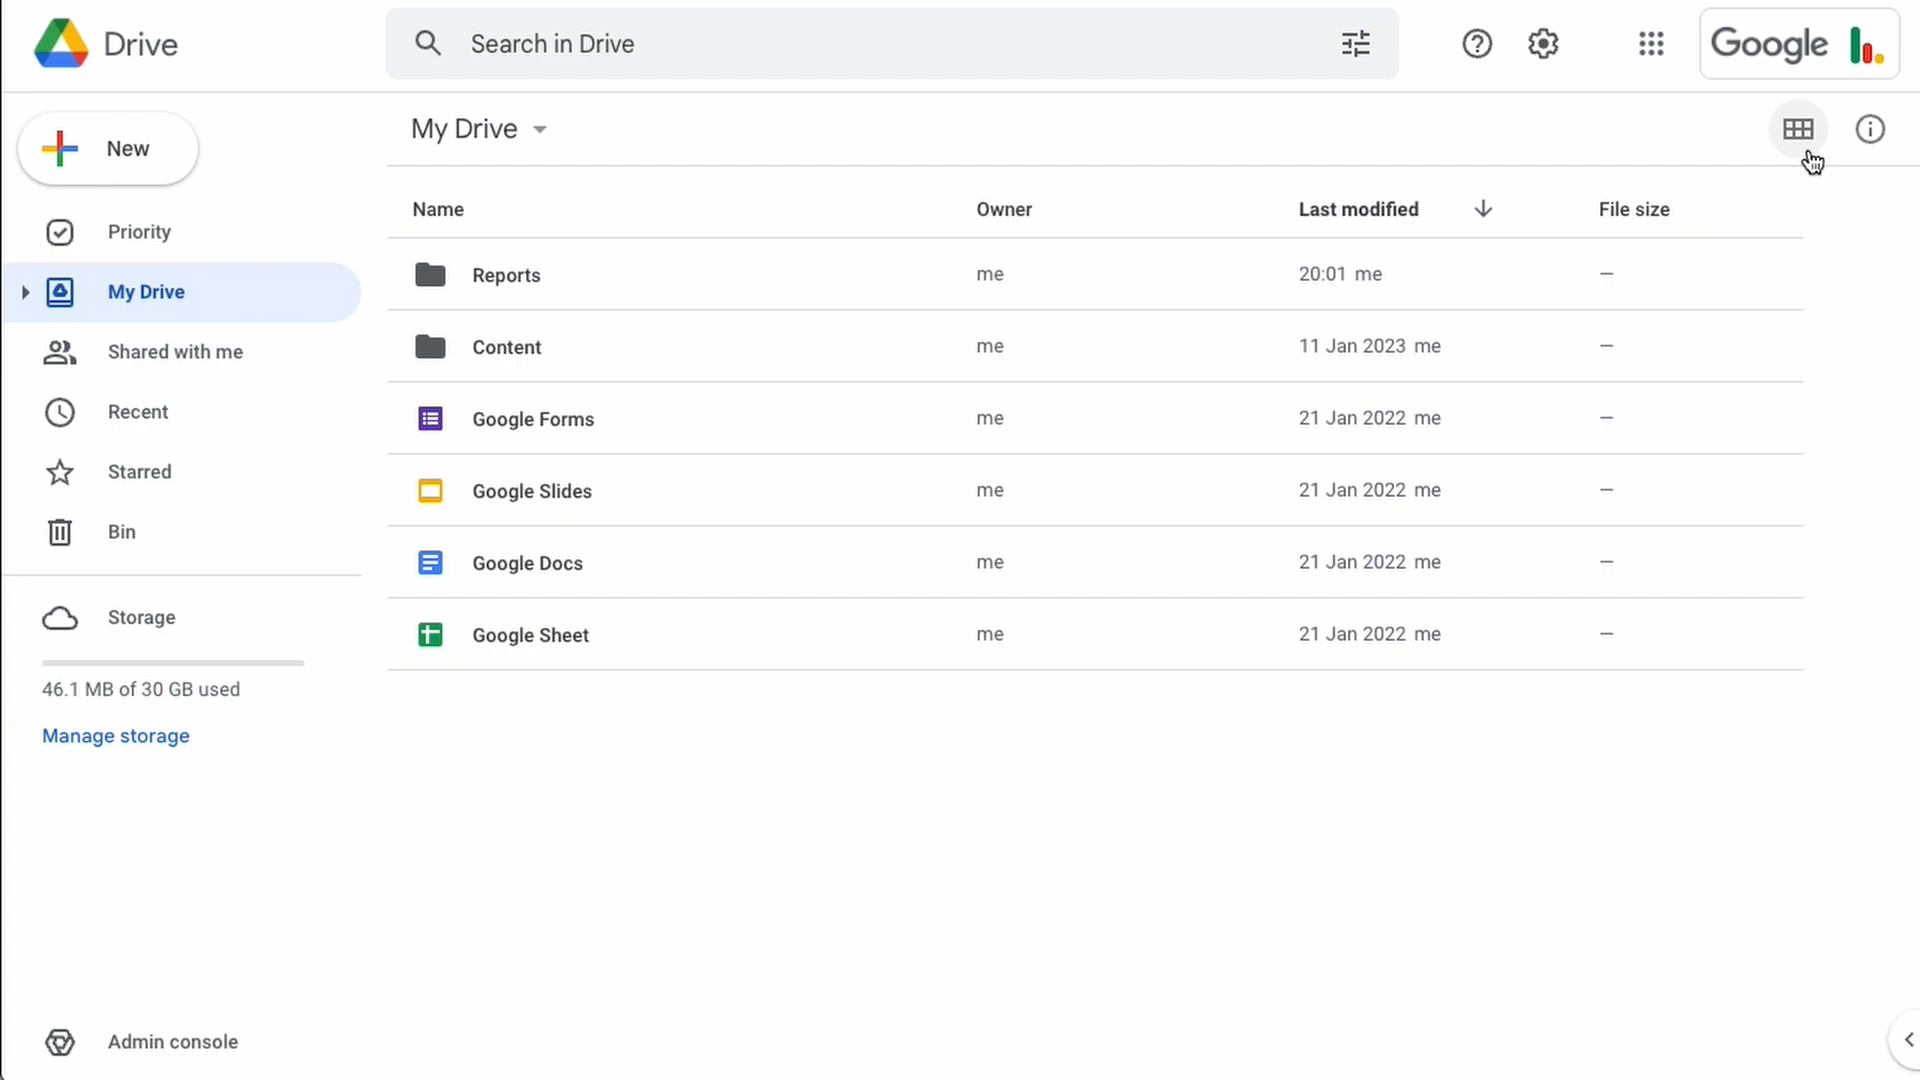 Drive
Search in Drive
Google
New
My Drive
Priority
My Drive
Shared with me
Recent
Starred
Bin
Storage
46.1 MB of 30 GB used
Manage storage
Admin console
Name Owner Last modified File size
Reports me 20:01 me –
Content me 11 Jan 2023 me –
Google Forms me 21 Jan 2022 me –
Google Slides me 21 Jan 2022 me –
Google Docs me 21 Jan 2022 me –
Google Sheet me 21 Jan 2022 me –